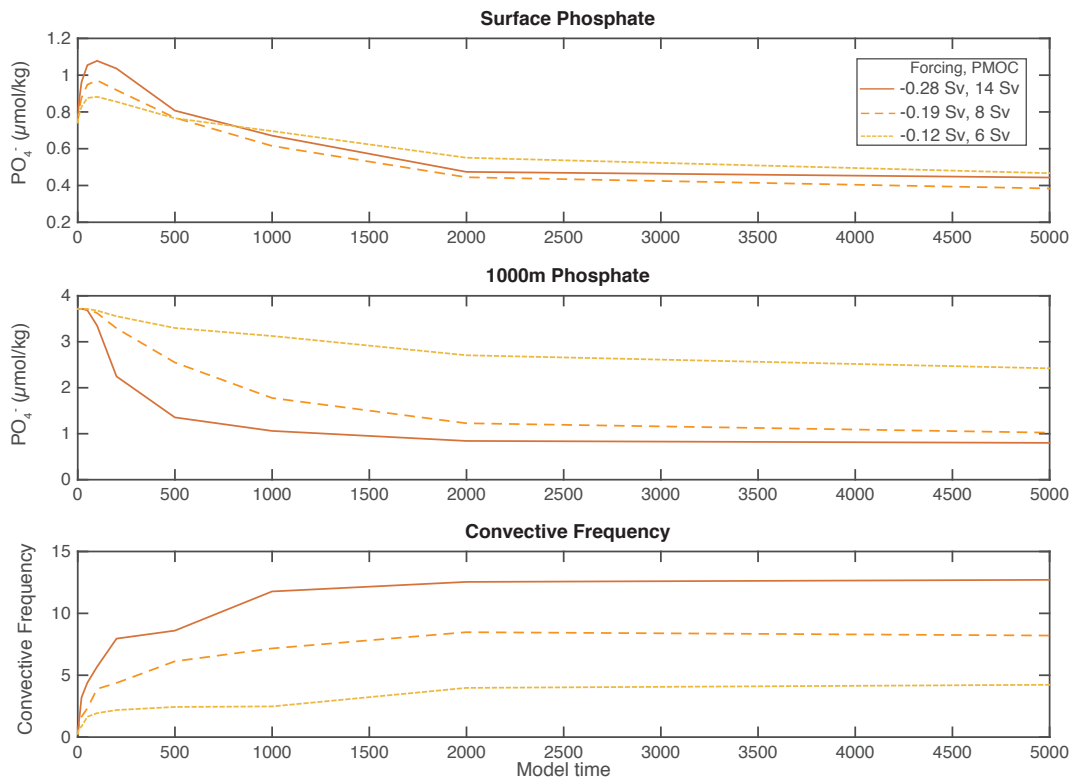 Surface Phosphate
PO₄⁻ (µmol/kg)
1.2
1
0.8
0.6
0.4
0.2
0 500 1000 1500 2000 2500 3000 3500 4000 4500 5000
Forcing, PMOC
-0.28 Sv, 14 Sv
-0.19 Sv, 8 Sv
-0.12 Sv, 6 Sv
1000m Phosphate
PO₄⁻ (µmol/kg)
4
3
2
1
0
0 500 1000 1500 2000 2500 3000 3500 4000 4500 5000
Convective Frequency
Convective Frequency
15
10
5
0
0 500 1000 1500 2000 2500 3000 3500 4000 4500 5000
Model time